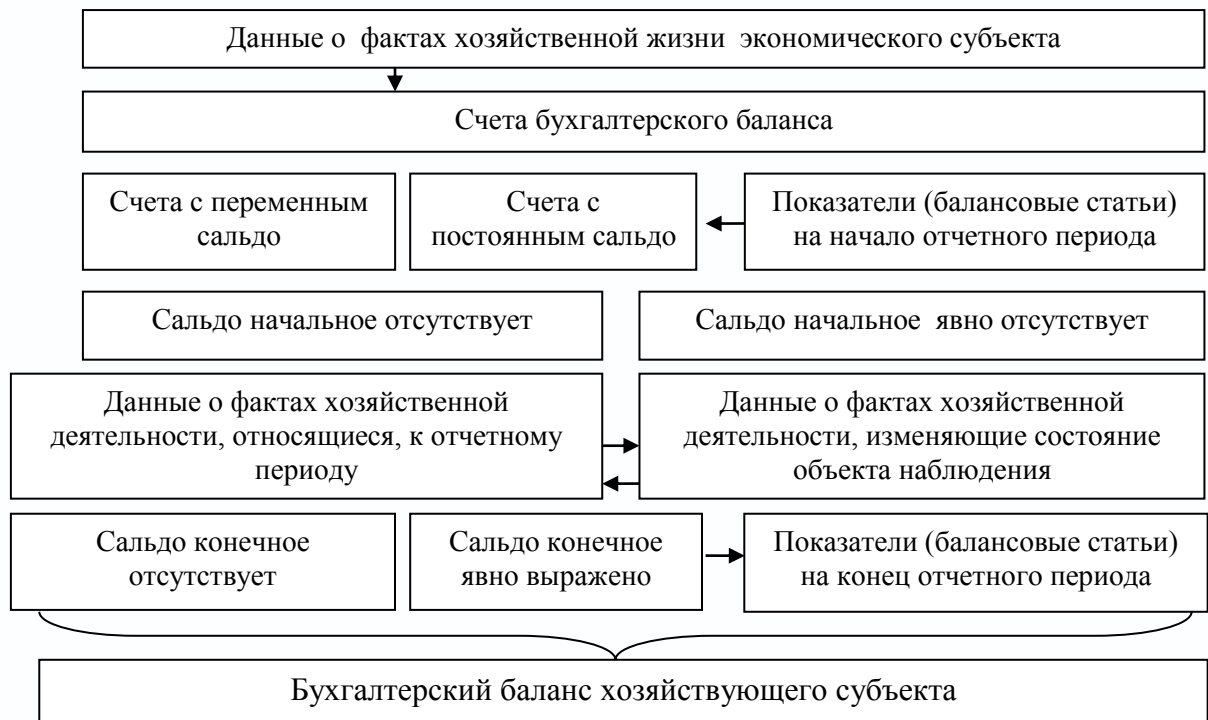 Данные о фактах хозяйственной жизни экономического субъекта
Счета бухгалтерского баланса
Счета с переменным
сальдо
Счета с
постоянным сальдо
Показатели (балансовые статьи)
на начало отчетного периода
Сальдо начальное отсутствует
Сальдо начальное явно отсутствует
Данные о фактах хозяйственной
деятельности, относящиеся, к отчетному
периоду
Данные о фактах хозяйственной
деятельности, изменяющие состояние
объекта наблюдения
Сальдо конечное
отсутствует
Сальдо конечное
явно выражено
Показатели (балансовые статьи)
на конец отчетного периода
Бухгалтерский баланс хозяйствующего субъекта